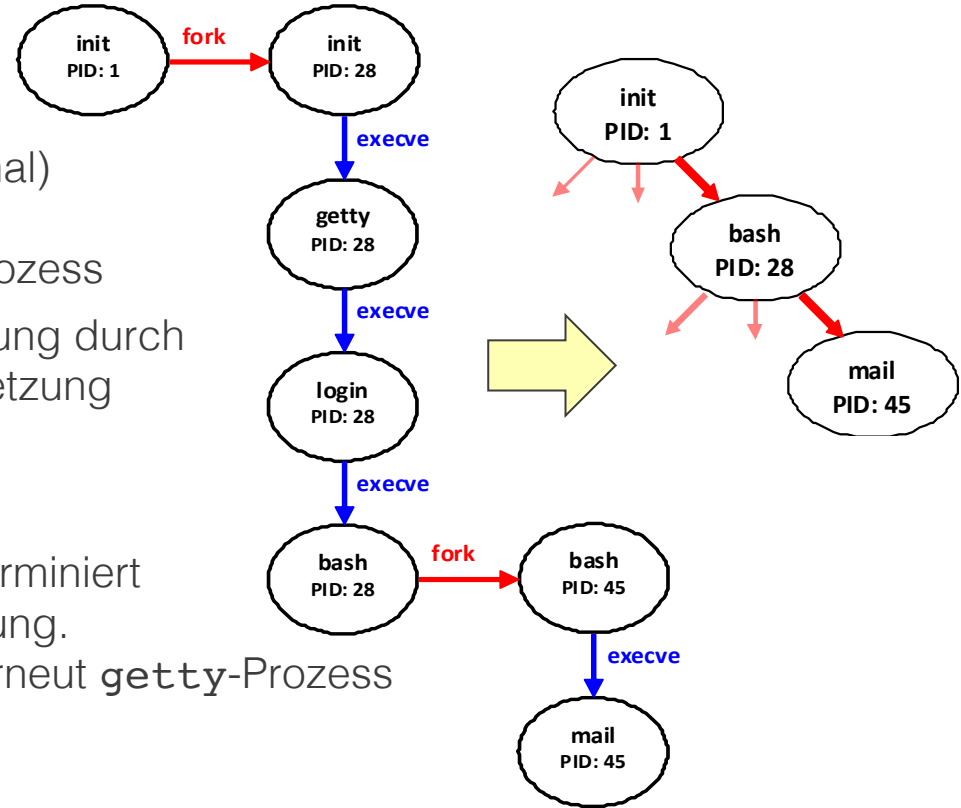 init
PID: 1
fork
init
PID: 28
execve
getty
PID: 28
execve
login
PID: 28
execve
bash
PID: 28
fork
bash
PID: 45
execve
mail
PID: 45
init
PID: 1
bash
PID: 28
mail
PID: 45
nal)
ozess
ung durch
etzung
rminiert
ung.
rneut getty-Prozess